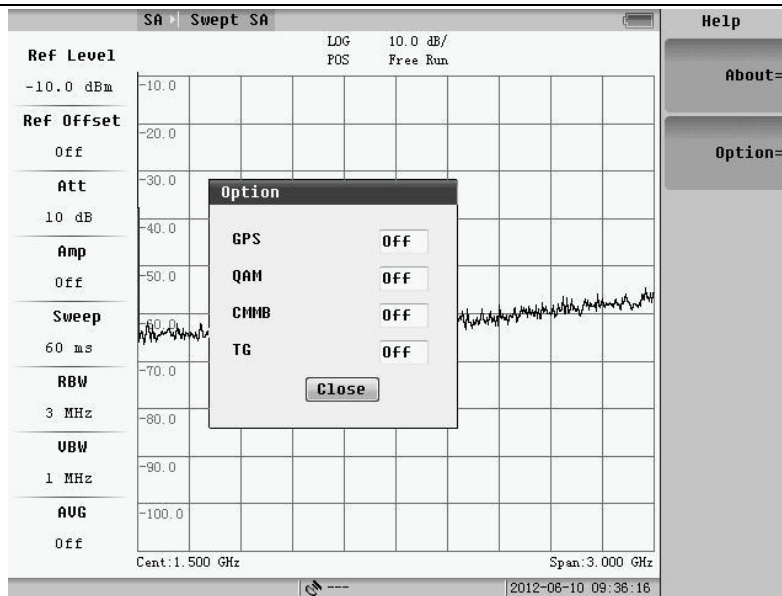 SA Swept SA
Help
LOG 10.0 dB/
POS Free Run
Ref Level
-10.0 dBm
Ref Offset
Off
Att
10 dB
Amp
Off
Sweep
60 ms
RBW
3 MHz
VBW
1 MHz
AVG
Off
-10.0
-20.0
-30.0
-40.0
-50.0
-60.0
-70.0
-80.0
-90.0
-100.0
Option
GPS Off
QAM Off
CMMB Off
TG Off
Close
About=
Option=
Cent:1.500 GHz
Span:3.000 GHz
---
2012-06-10 09:36:16